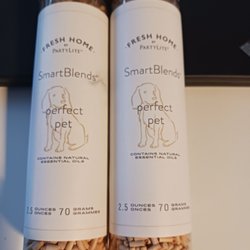 FRESH HOME
BY
PARTYLITE®
SmartBlends®
perfect
pet
CONTAINS NATURAL
ESSENTIAL OILS
2.5 OUNCES
ONCES
70 GRAMS
GRAMMES
FRESH HOME
BY
PARTYLITE®
SmartBlends®
perfect
pet
CONTAINS NATURAL
ESSENTIAL OILS
2.5 OUNCES
ONCES
70 GRAMS
GRAMMES